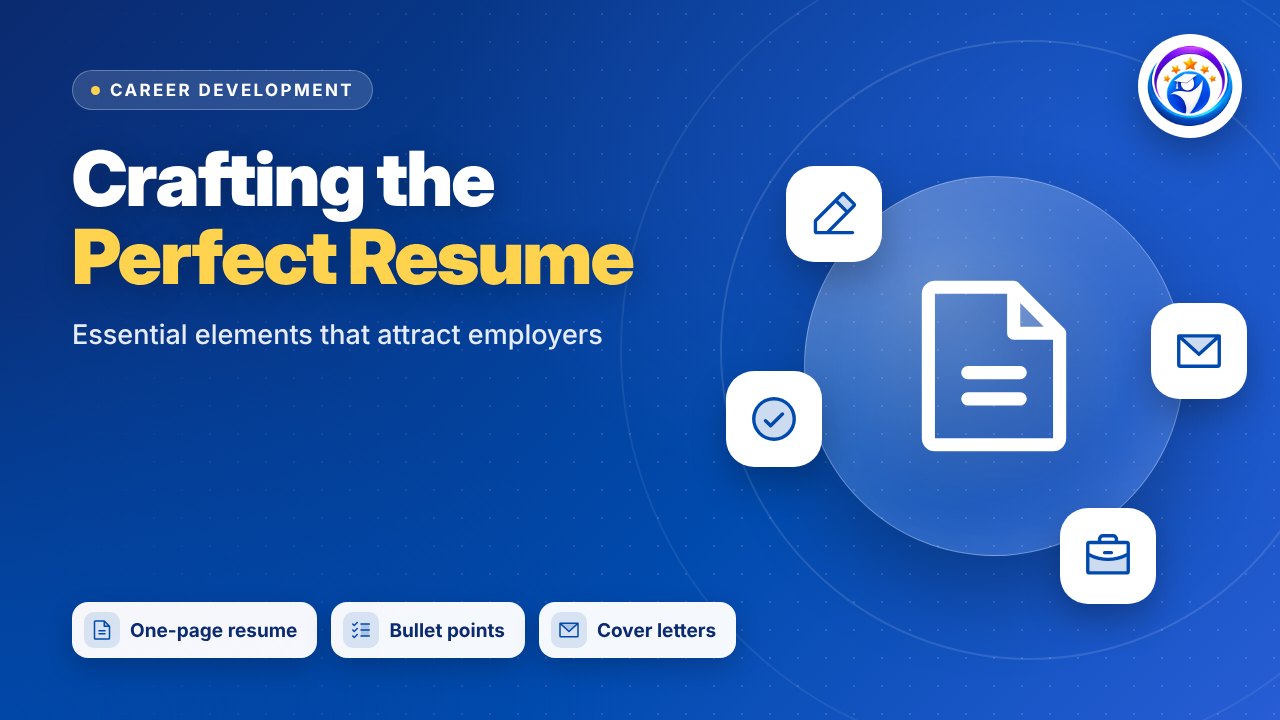 CAREER DEVELOPMENT
Crafting the
Perfect Resume
Essential elements that attract employers
One-page resume
Bullet points
Cover letters